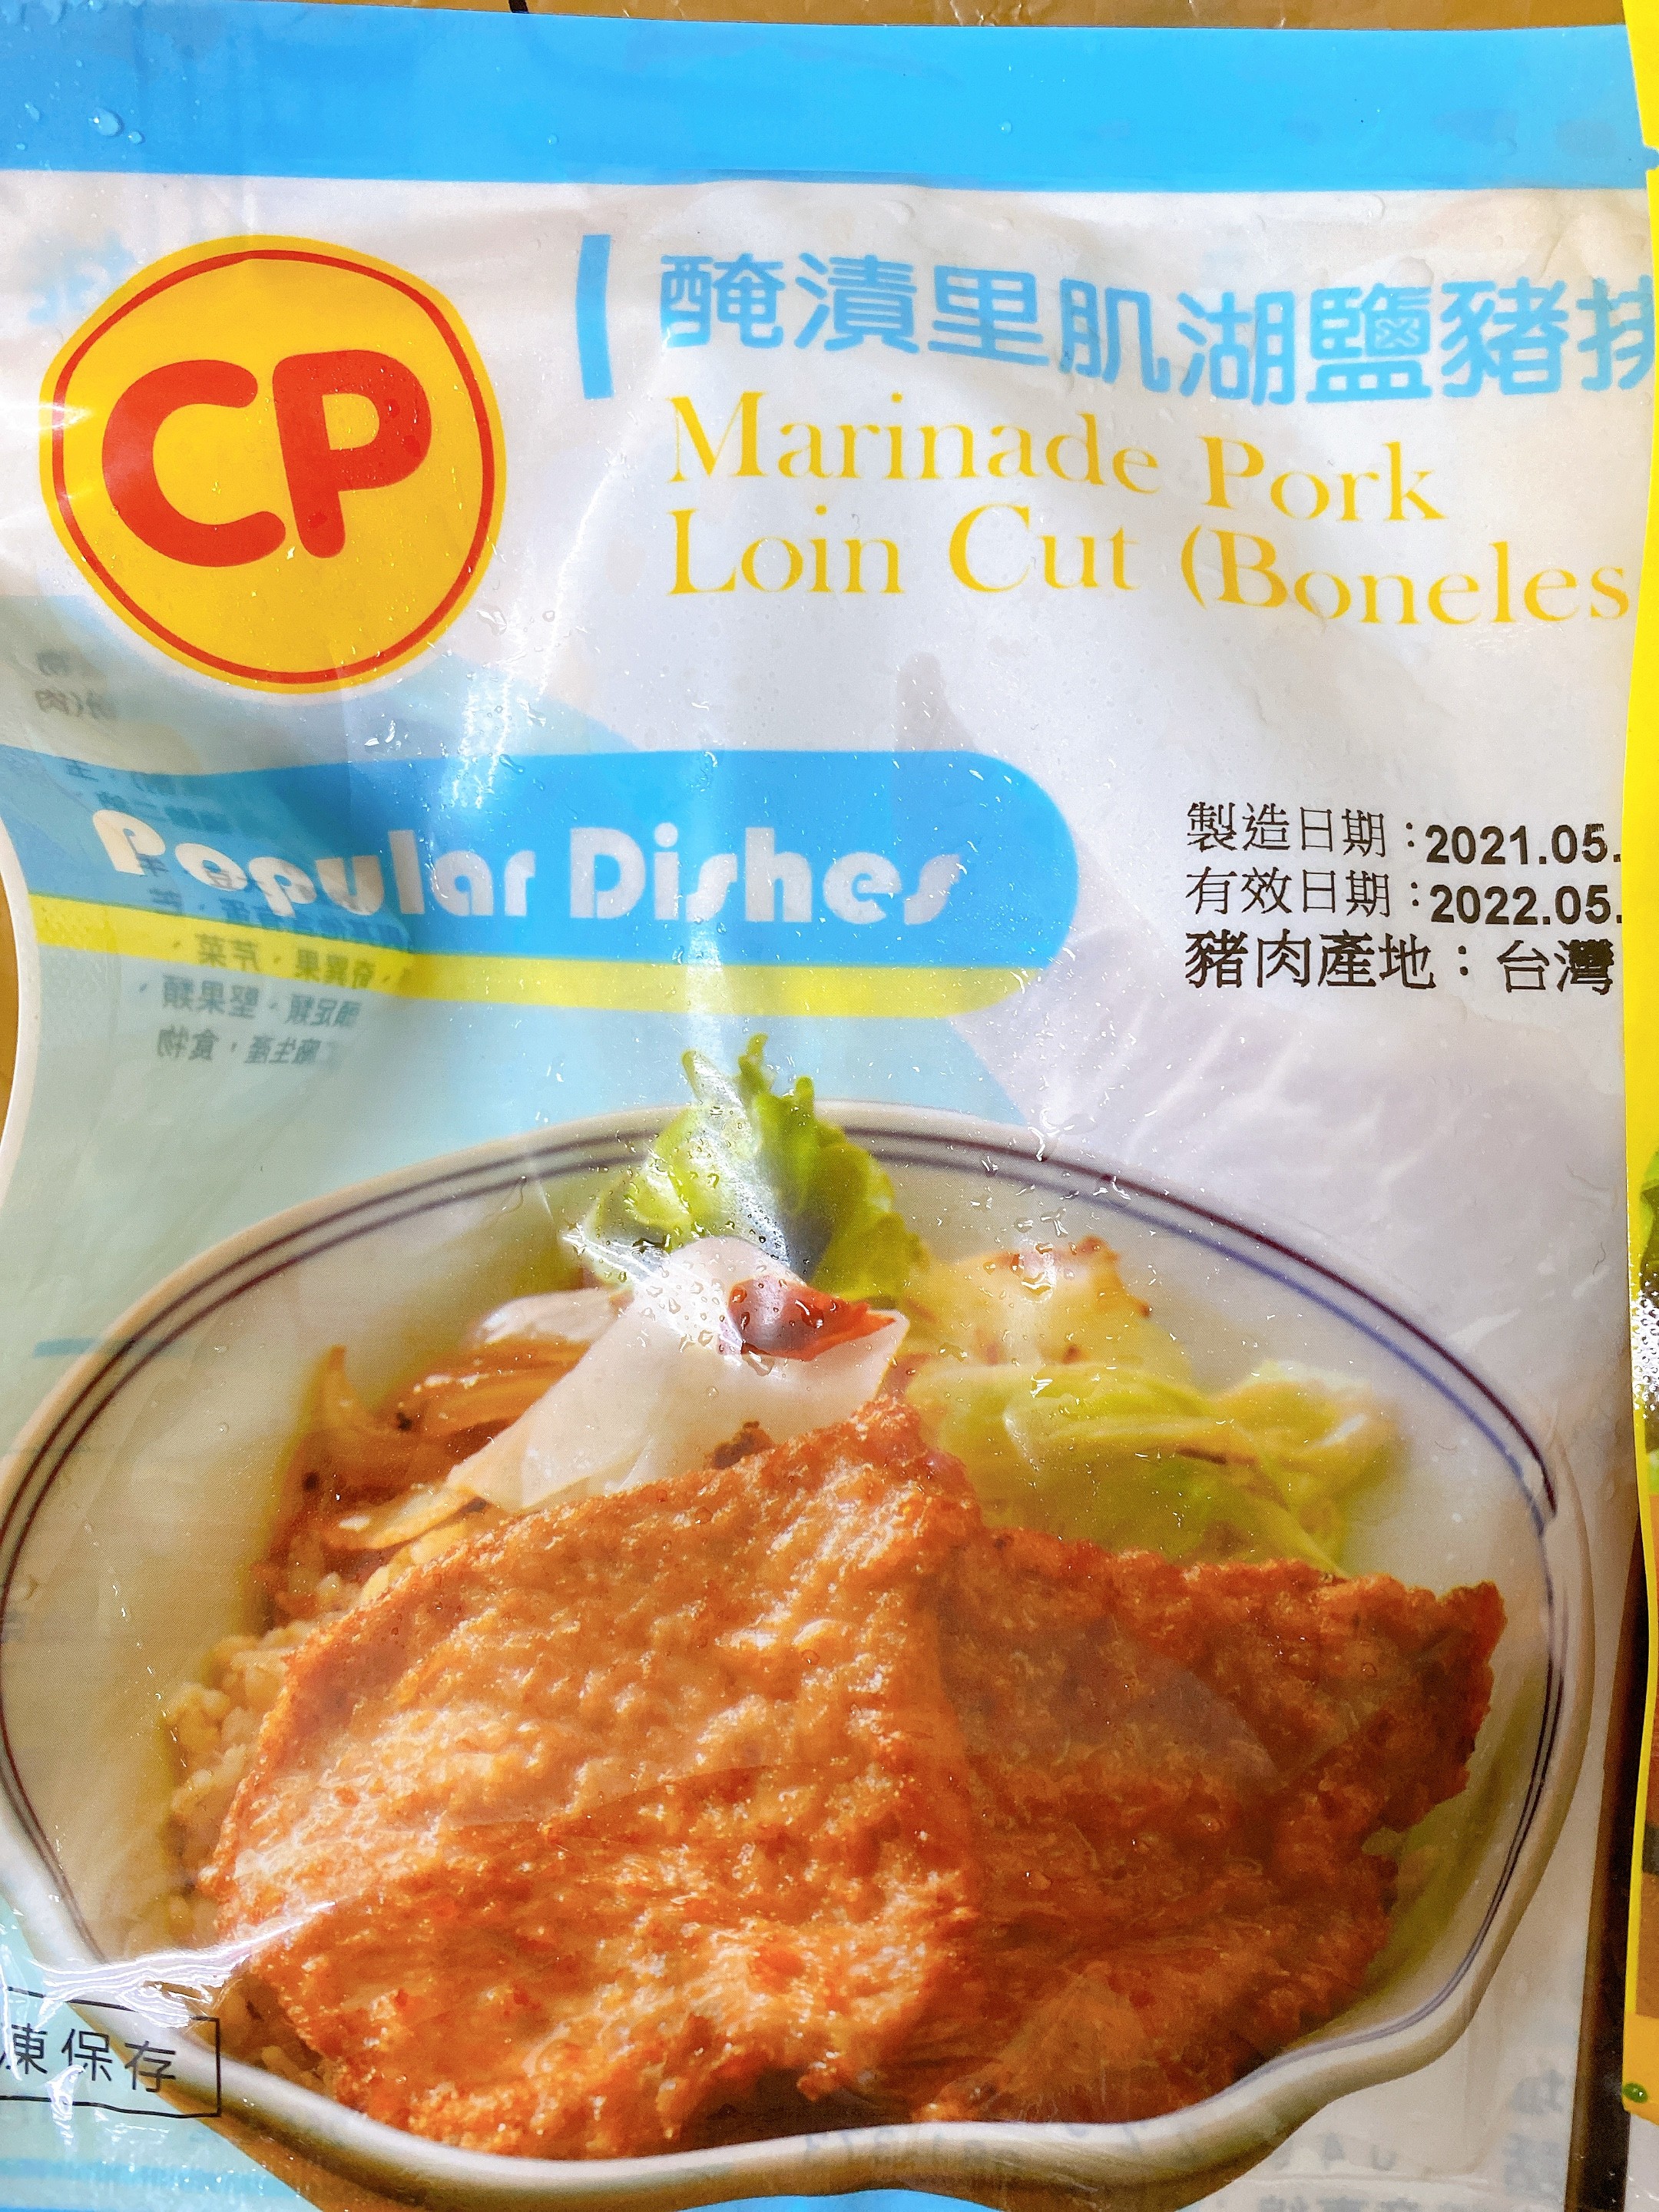 CP
醃漬里肌湖鹽豬排
Marinade Pork
Loin Cut (Boneles
Popular Dishes
製造日期：2021.05.
有效日期：2022.05.
豬肉產地：台灣
凍保存